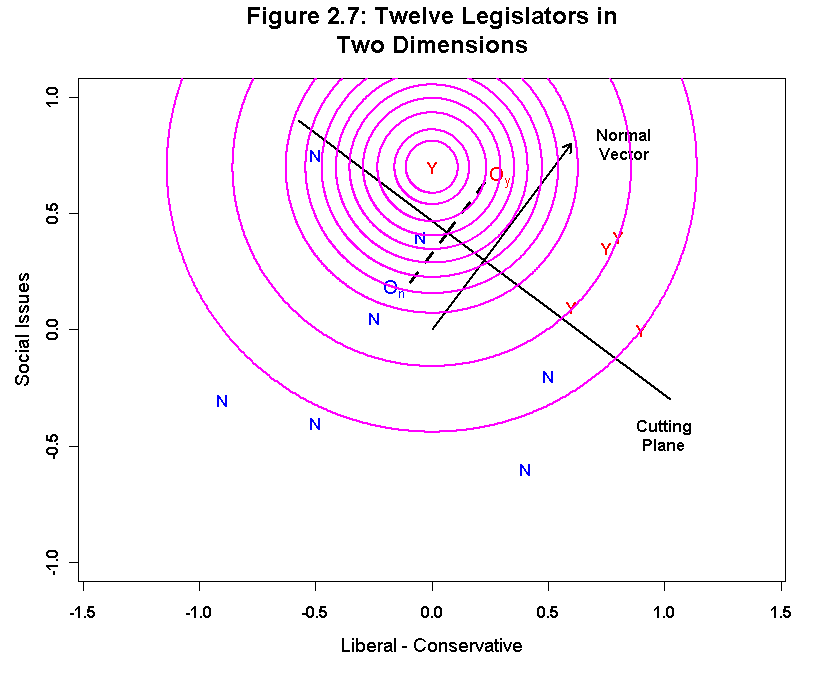 Figure 2.7: Twelve Legislators in
Two Dimensions
1.0
0.5
0.0
-0.5
-1.0
Social Issues
Normal
Vector
N
Y
Oy
N
Y
Y
On
Y
N
Y
N
N
N
N
Cutting
Plane
-1.5
-1.0
-0.5
0.0
0.5
1.0
1.5
Liberal - Conservative